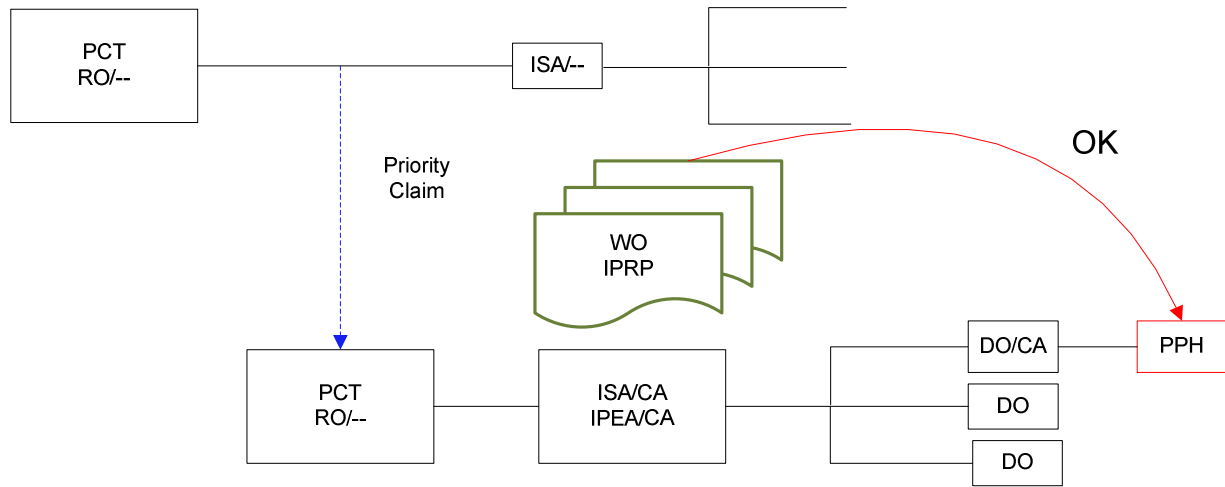 PCT
RO/--
ISA/--
OK
Priority
Claim
WO
IPRP
PCT
RO/--
ISA/CA
IPEA/CA
DO/CA
PPH
DO
DO